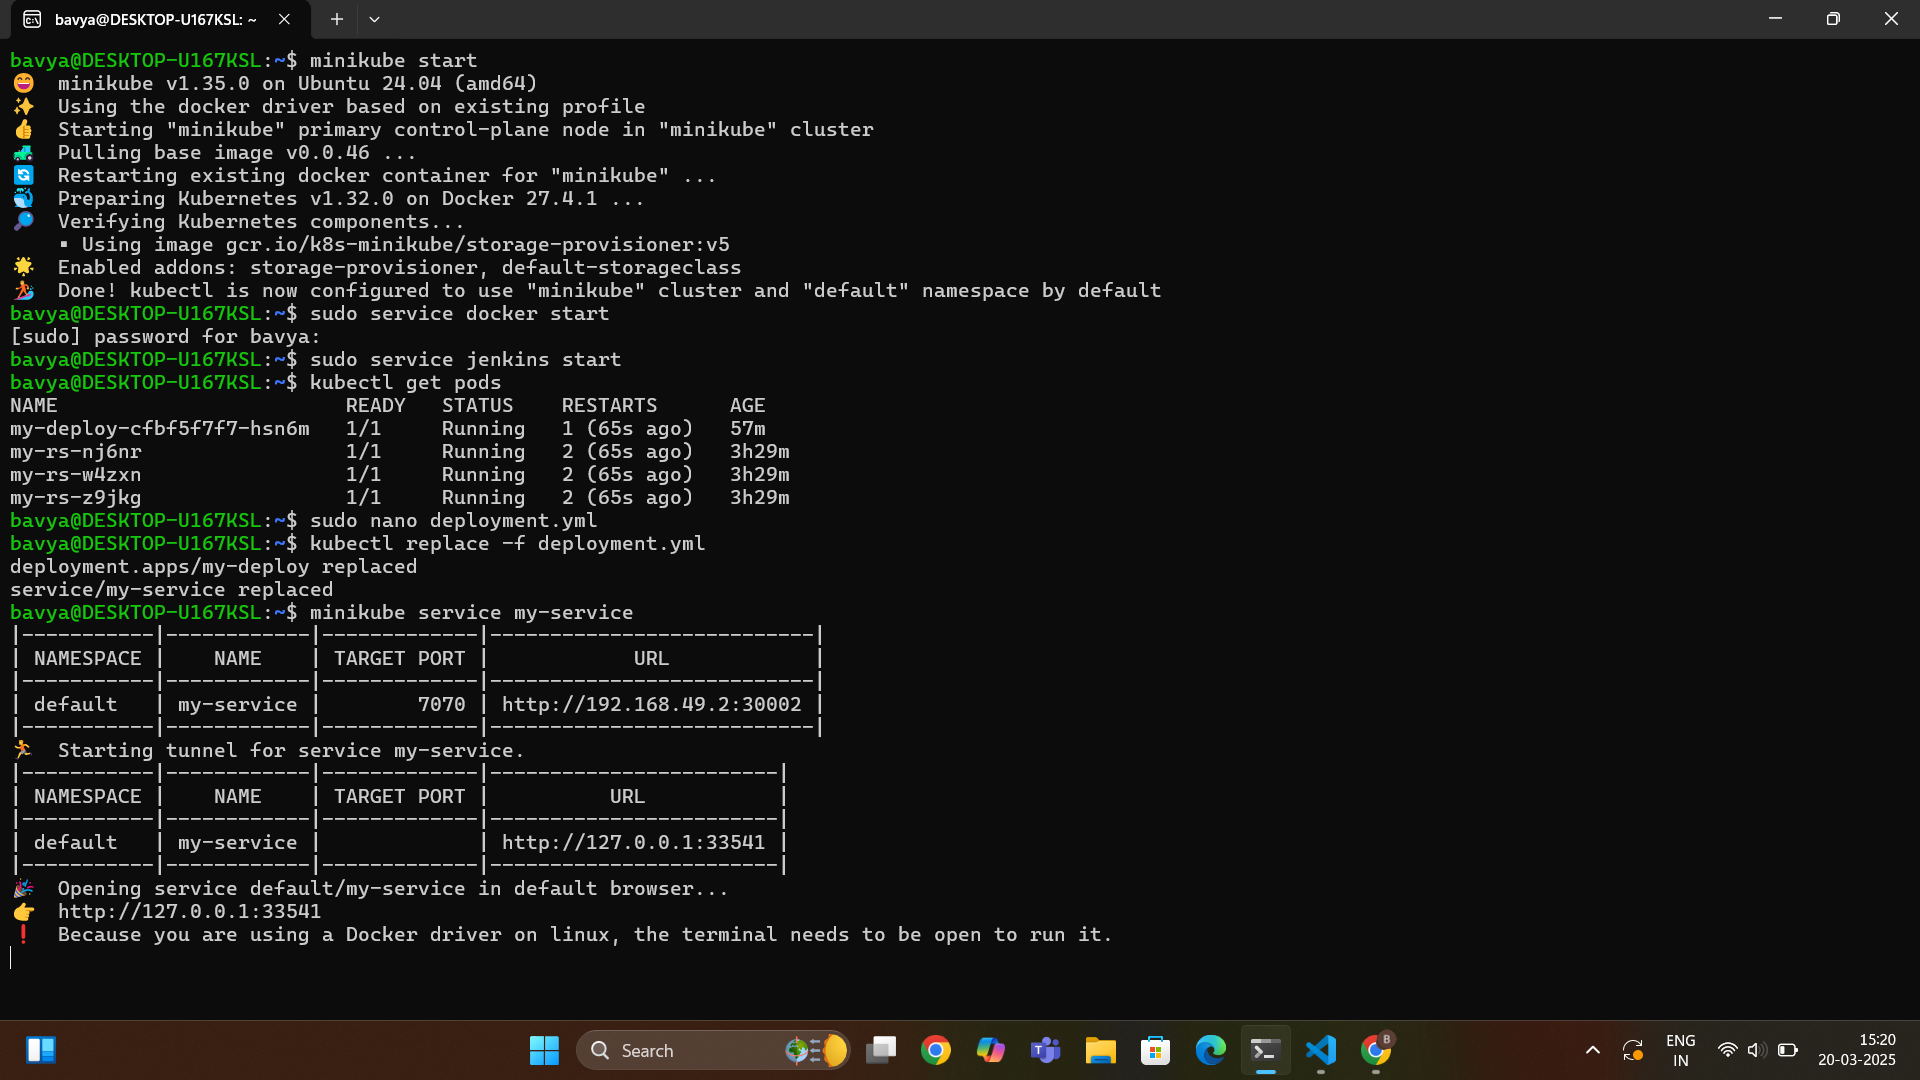 bavya@DESKTOP-U167KSL: ~
bavya@DESKTOP-U167KSL:~$ minikube start
minikube v1.35.0 on Ubuntu 24.04 (amd64)
Using the docker driver based on existing profile
Starting "minikube" primary control-plane node in "minikube" cluster
Pulling base image v0.0.46 ...
Restarting existing docker container for "minikube" ...
Preparing Kubernetes v1.32.0 on Docker 27.4.1 ...
Verifying Kubernetes components...
▪ Using image gcr.io/k8s-minikube/storage-provisioner:v5
Enabled addons: storage-provisioner, default-storageclass
Done! kubectl is now configured to use "minikube" cluster and "default" namespace by default
bavya@DESKTOP-U167KSL:~$ sudo service docker start
[sudo] password for bavya:
bavya@DESKTOP-U167KSL:~$ sudo service jenkins start
bavya@DESKTOP-U167KSL:~$ kubectl get pods
NAME READY STATUS RESTARTS AGE
my-deploy-cfbf5f7f7-hsn6m 1/1 Running 1 (65s ago) 57m
my-rs-nj6nr 1/1 Running 2 (65s ago) 3h29m
my-rs-w4zxn 1/1 Running 2 (65s ago) 3h29m
my-rs-z9jkg 1/1 Running 2 (65s ago) 3h29m
bavya@DESKTOP-U167KSL:~$ sudo nano deployment.yml
bavya@DESKTOP-U167KSL:~$ kubectl replace -f deployment.yml
deployment.apps/my-deploy replaced
service/my-service replaced
bavya@DESKTOP-U167KSL:~$ minikube service my-service
|-----------|------------|-------------|---------------------------|
| NAMESPACE | NAME | TARGET PORT | URL |
|-----------|------------|-------------|---------------------------|
| default | my-service | 7070 | http://192.168.49.2:30002 |
|-----------|------------|-------------|---------------------------|
Starting tunnel for service my-service.
|-----------|------------|-------------|------------------------|
| NAMESPACE | NAME | TARGET PORT | URL |
|-----------|------------|-------------|------------------------|
| default | my-service | | http://127.0.0.1:33541 |
|-----------|------------|-------------|------------------------|
Opening service default/my-service in default browser...
http://127.0.0.1:33541
Because you are using a Docker driver on linux, the terminal needs to be open to run it.
Search
B
ENG
IN
15:20
20-03-2025